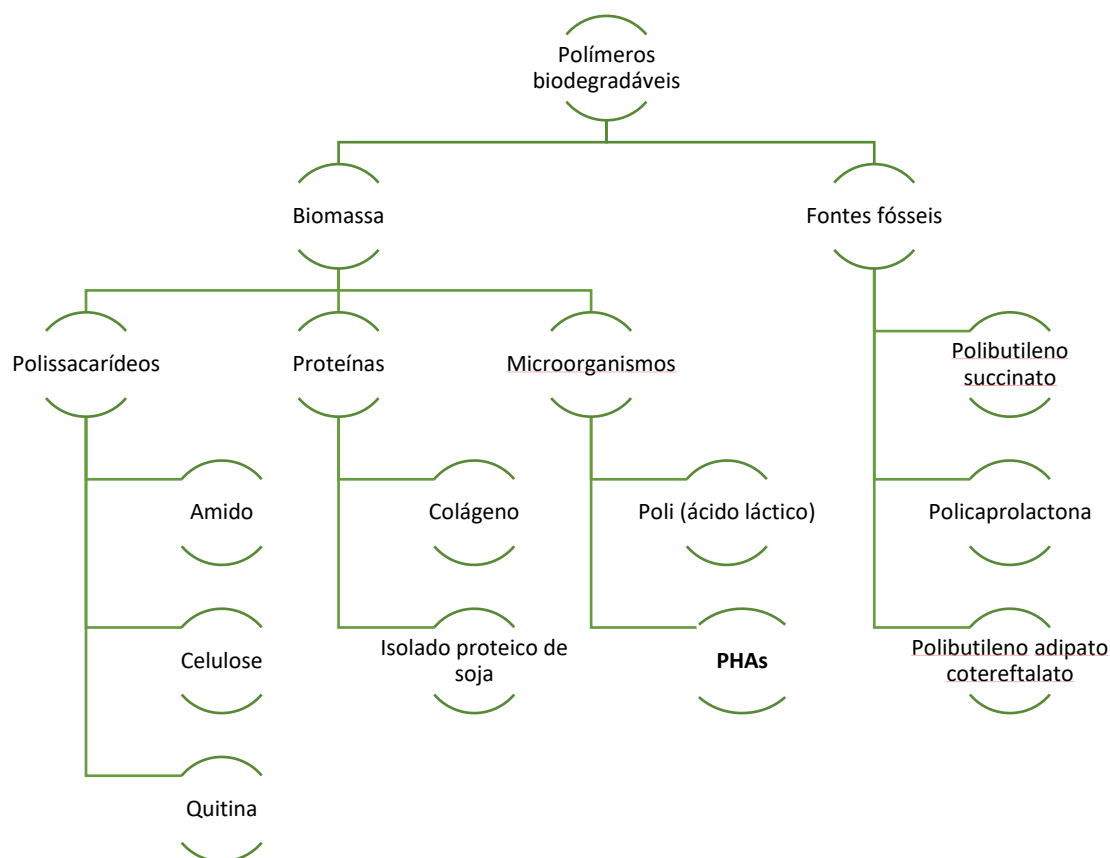 Polímeros
biodegradáveis
Biomassa
Fontes fósseis
Polissacarídeos
Proteínas
Microorganismos
Polibutileno
succinato
Amido
Colágeno
Poli (ácido láctico)
Policaprolactona
Celulose
Isolado proteico de
soja
PHAs
Polibutileno adipato
cotereftalato
Quitina